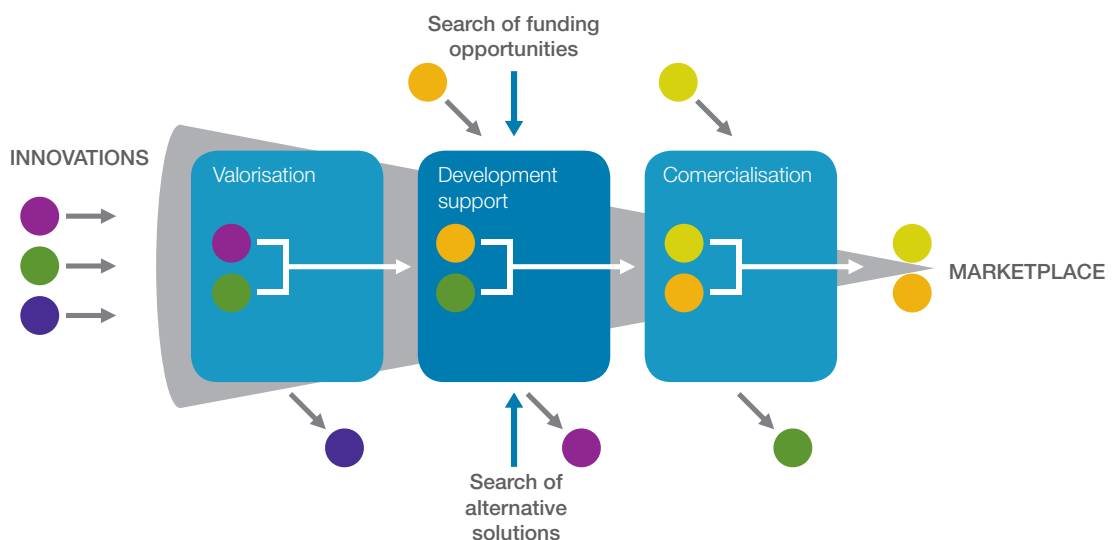 Search of funding
opportunities
INNOVATIONS
Valorisation
Development
support
Comercialisation
MARKETPLACE
Search of
alternative
solutions